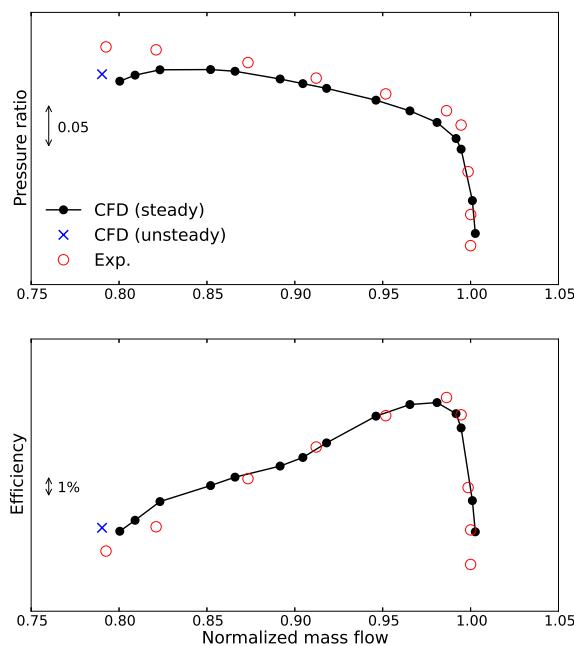 Pressure ratio
0.05
CFD (steady)
CFD (unsteady)
Exp.
0.75 0.80 0.85 0.90 0.95 1.00 1.05
Efficiency
1%
0.75 0.80 0.85 0.90 0.95 1.00 1.05
Normalized mass flow